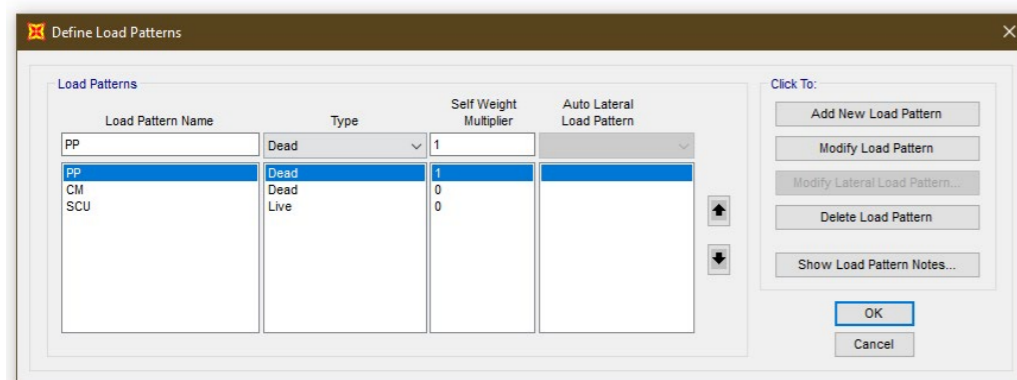 Define Load Patterns
Load Patterns
Click To:
Load Pattern Name Type Self Weight Multiplier Auto Lateral Load Pattern
PP Dead 1
PP Dead 1
CM Dead 0
SCU Live 0
Add New Load Pattern
Modify Load Pattern
Modify Lateral Load Pattern...
Delete Load Pattern
Show Load Pattern Notes...
OK
Cancel